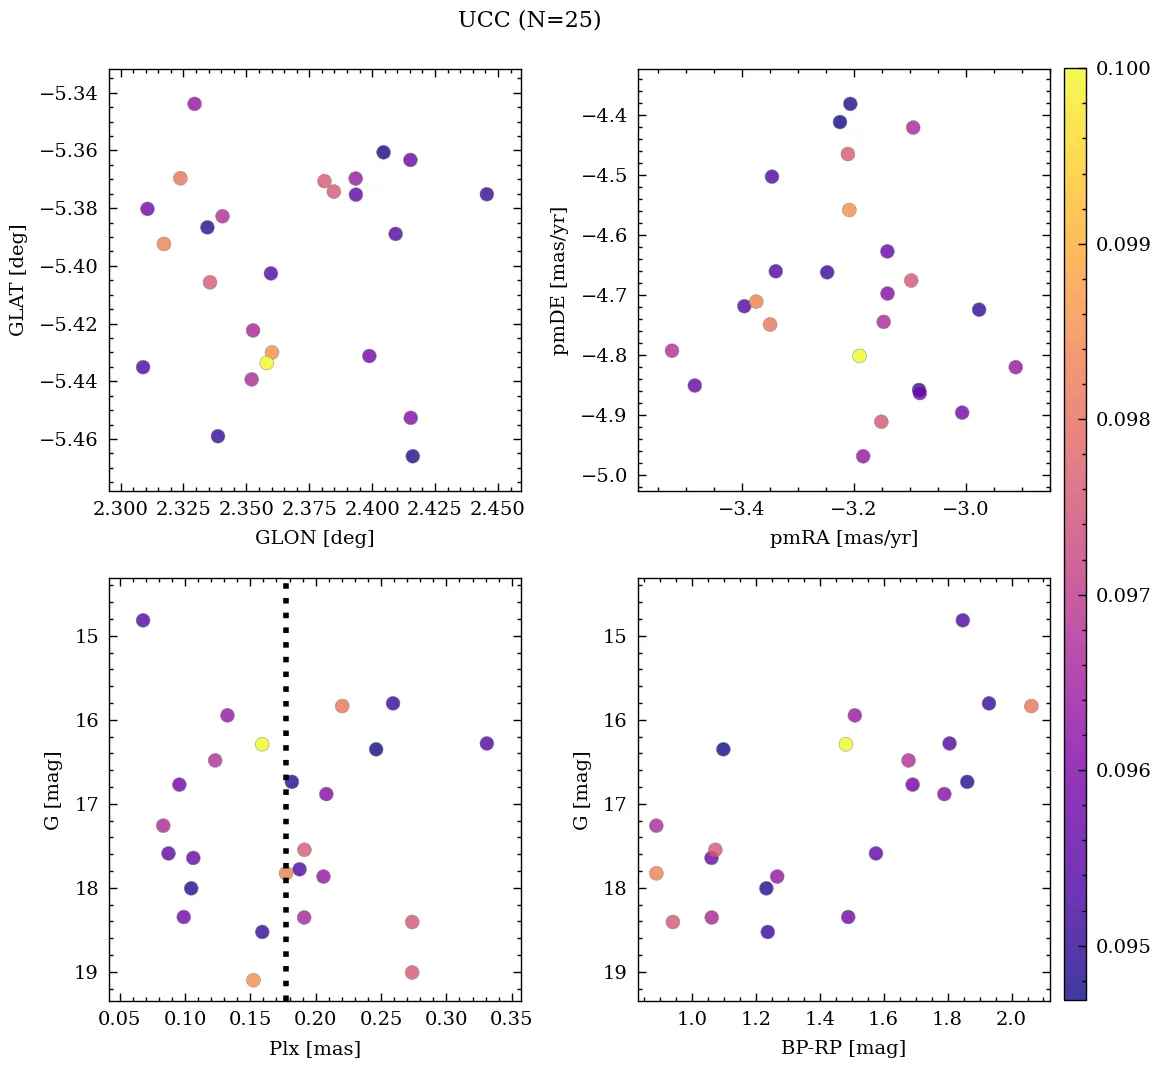 UCC (N=25)
−5.34
−5.36
−5.38
−5.40
−5.42
−5.44
−5.46
GLAT [deg]
2.300 2.325 2.350 2.375 2.400 2.425 2.450
GLON [deg]
−4.4
−4.5
−4.6
−4.7
−4.8
−4.9
−5.0
pmDE [mas/yr]
−3.4 −3.2 −3.0
pmRA [mas/yr]
0.100
0.099
0.098
0.097
0.096
0.095
15
16
17
18
19
G [mag]
0.05 0.10 0.15 0.20 0.25 0.30 0.35
Plx [mas]
15
16
17
18
19
G [mag]
1.0 1.2 1.4 1.6 1.8 2.0
BP-RP [mag]